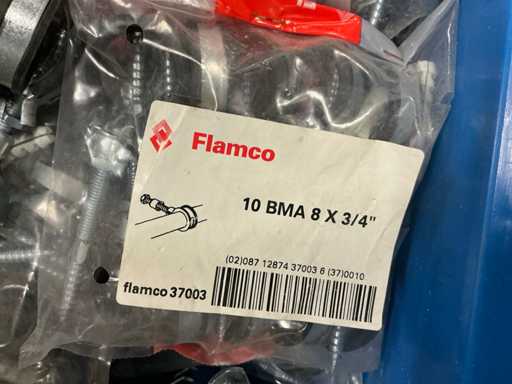 Flamco
10 BMA 8 X 3/4"
(02)087 12874 37003 6 (37)0010
flamco 37003